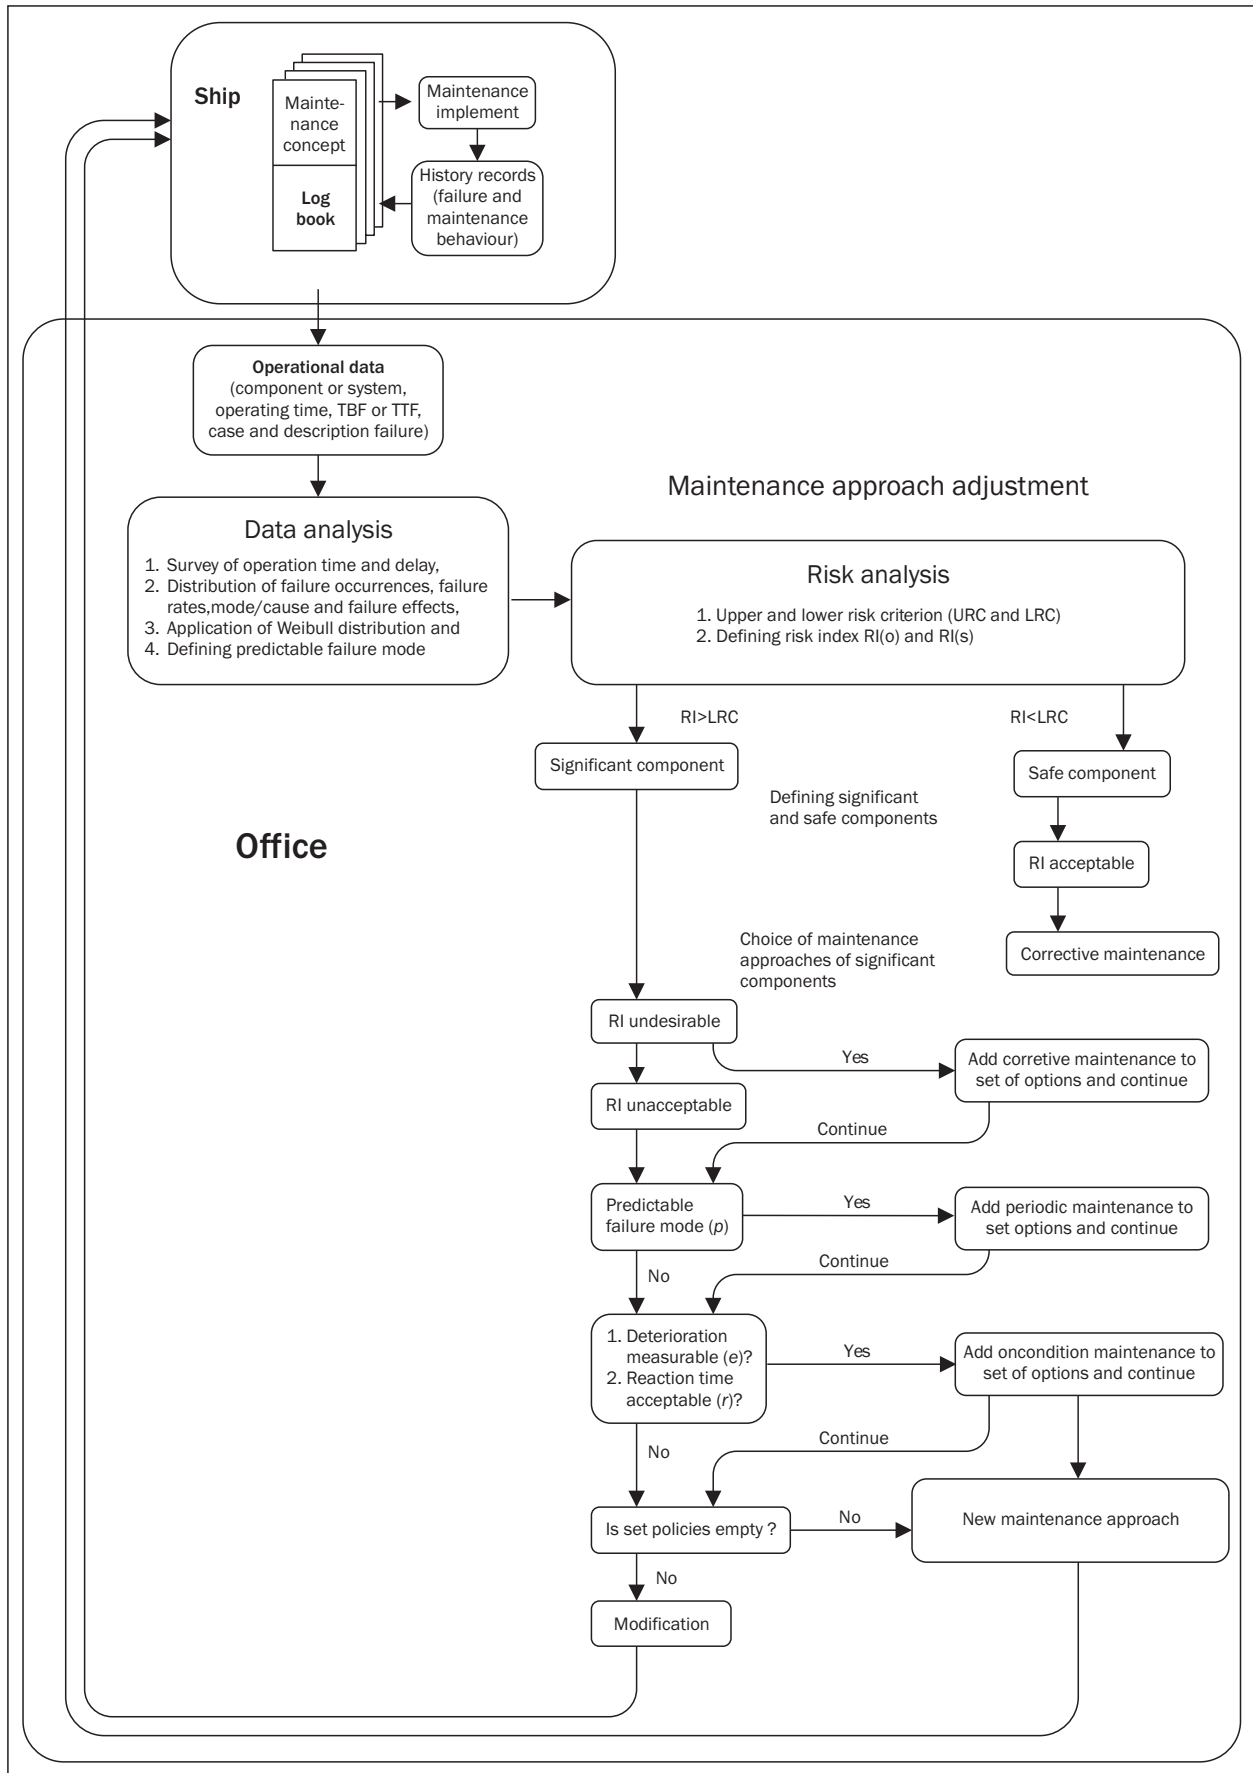 Ship
Mainte-
nance
concept
Log
book
Maintenance
implement
History records
(failure and
maintenance
behaviour)
Operational data
(component or system,
operating time, TBF or TTF,
case and description failure)
Data analysis
1. Survey of operation time and delay,
2. Distribution of failure occurrences, failure
rates,mode/cause and failure effects,
3. Application of Weibull distribution and
4. Defining predictable failure mode
Maintenance approach adjustment
Risk analysis
1. Upper and lower risk criterion (URC and LRC)
2. Defining risk index RI(o) and RI(s)
RI>LRC
RI<LRC
Significant component
Safe component
Defining significant
and safe components
Office
RI acceptable
Choice of maintenance
approaches of significant
components
Corrective maintenance
RI undesirable
Yes
Add corretive maintenance to
set of options and continue
RI unacceptable
Continue
Predictable
failure mode (p)
Yes
Add periodic maintenance to
set options and continue
No
Continue
1. Deterioration
measurable (e)?
2. Reaction time
acceptable (r)?
Yes
Add oncondition maintenance to
set of options and continue
No
Continue
Is set policies empty ?
No
New maintenance approach
No
Modification